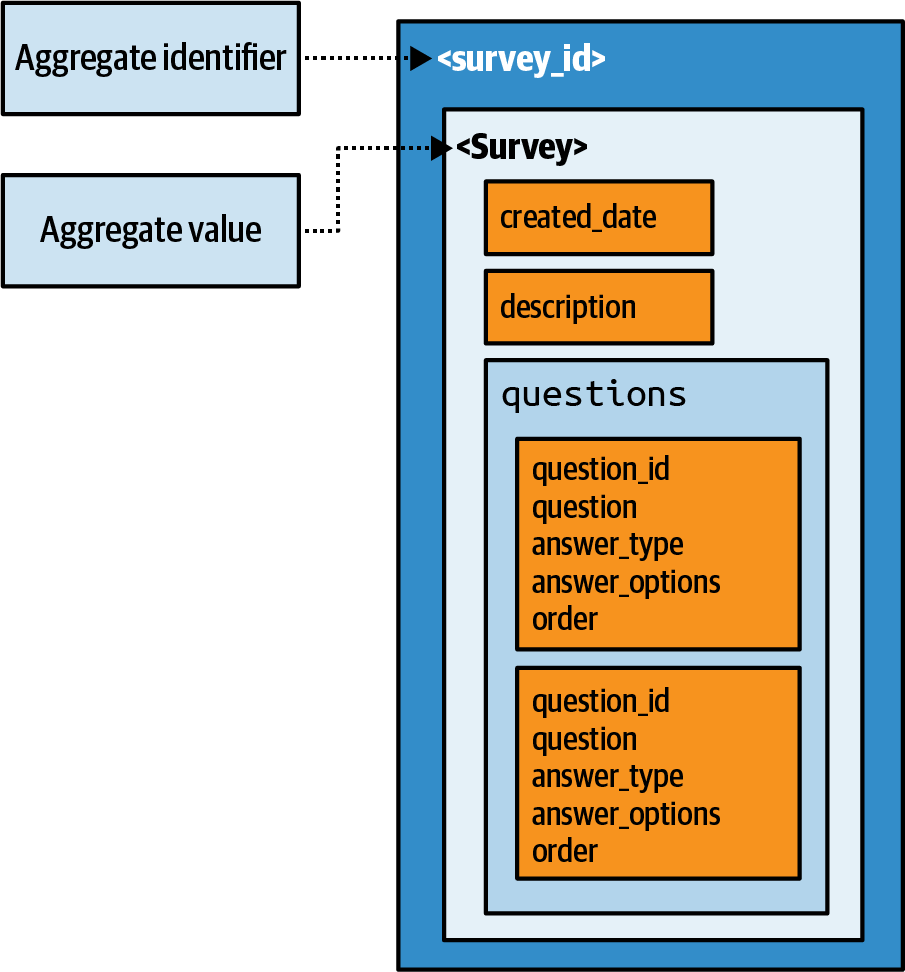 Aggregate identifier
<survey_id>
Aggregate value
<Survey>
created_date
description
questions
question_id
question
answer_type
answer_options
order
question_id
question
answer_type
answer_options
order